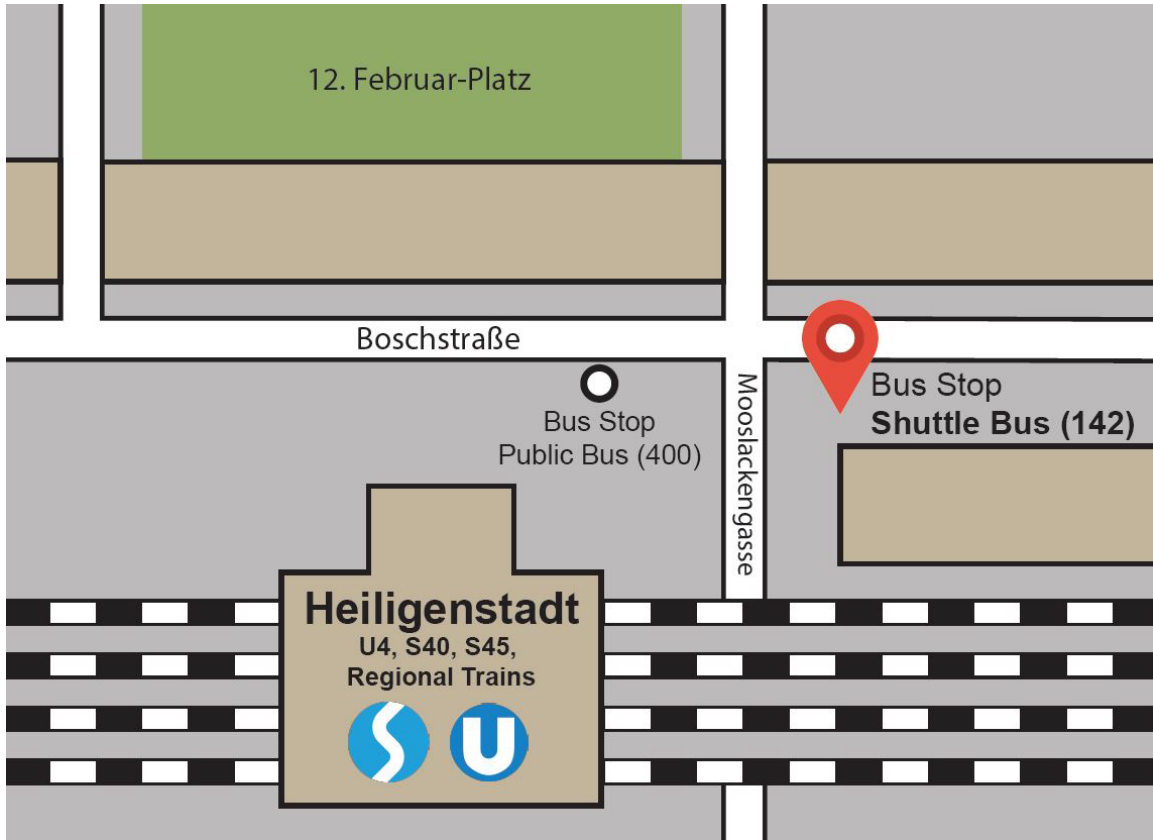 12. Februar-Platz
Boschstraße
Bus Stop
Public Bus (400)
Mooslackengasse
Bus Stop
Shuttle Bus (142)
Heiligenstadt
U4, S40, S45,
Regional Trains
S U